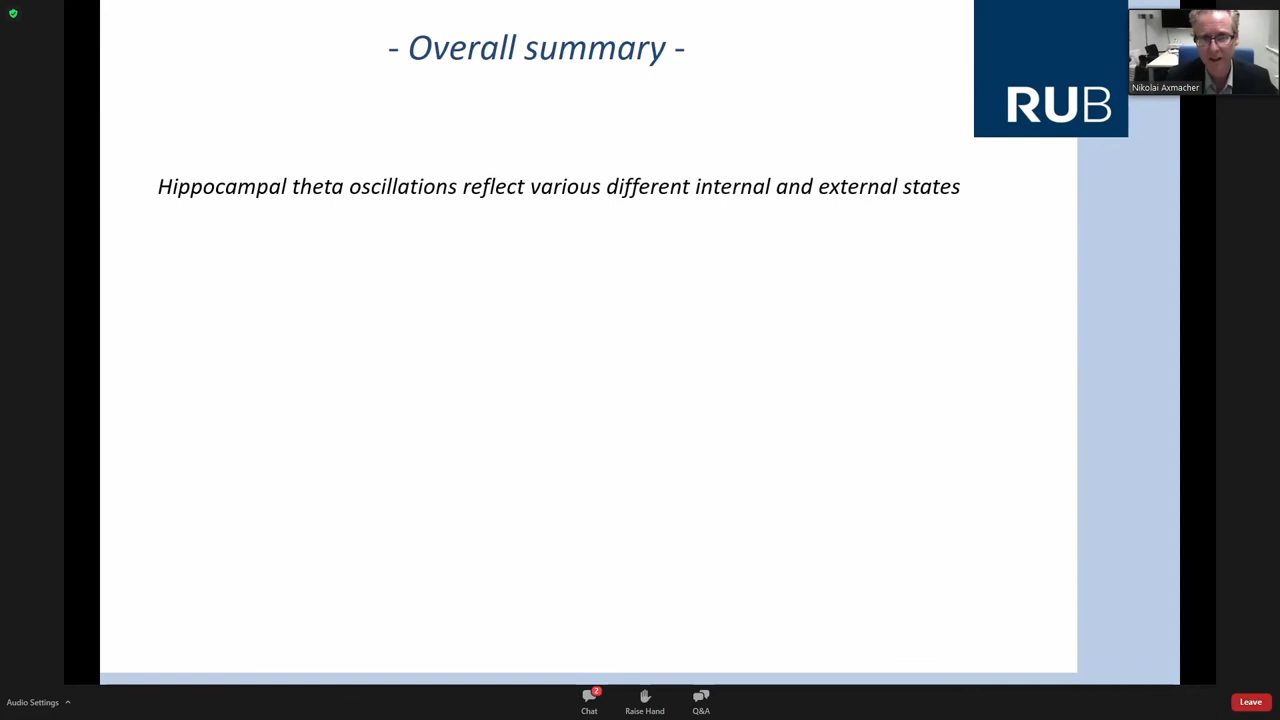 - Overall summary -
RUB
Nikolai Axmacher
Hippocampal theta oscillations reflect various different internal and external states
Audio Settings
2
Chat
Raise Hand
Q&A
Leave